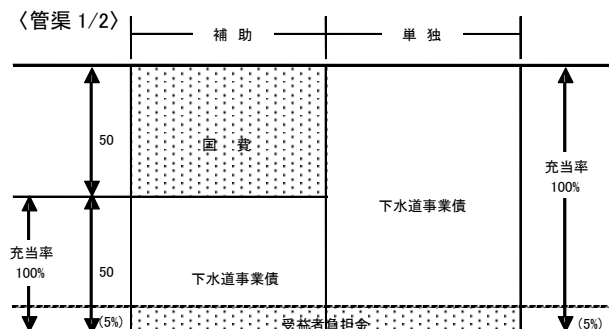 〈管渠 1/2〉
補 助
単 独
50
国 費
充当率
100%
下水道事業債
充当率
100%
50
下水道事業債
(5%)
受益者負担金
(5%)